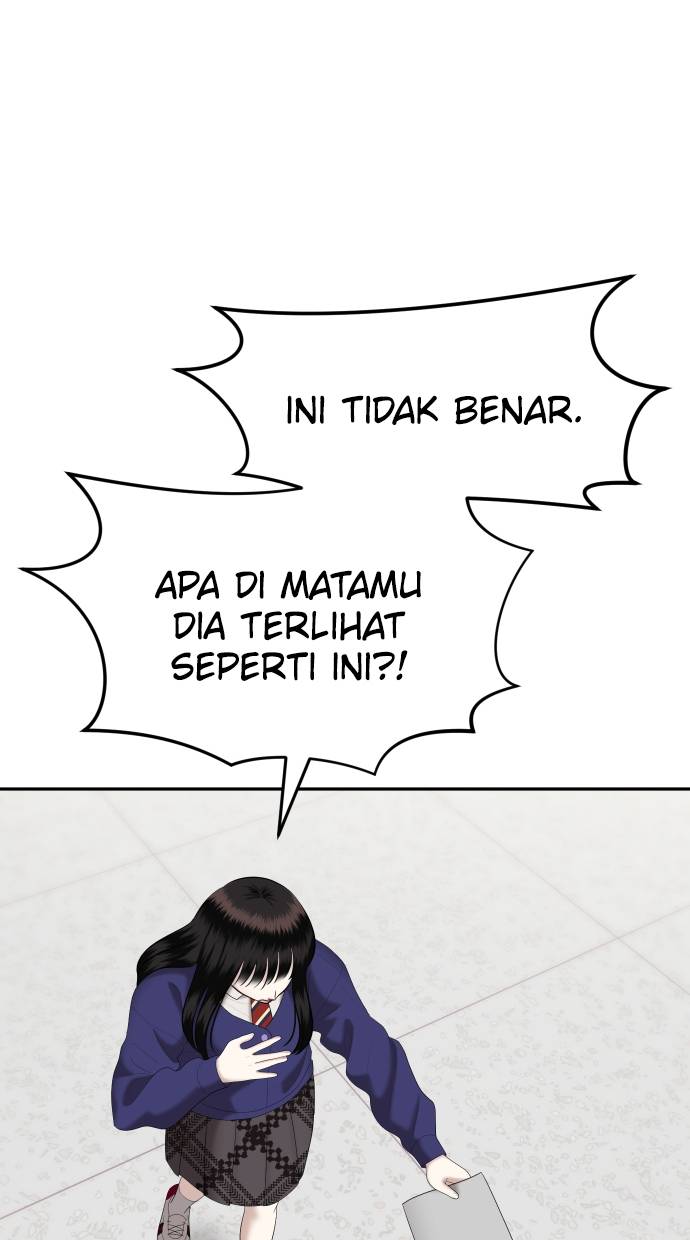 INI TIDAK BENAR.
APA DI MATAMU
DIA TERLIHAT
SEPERTI INI?!